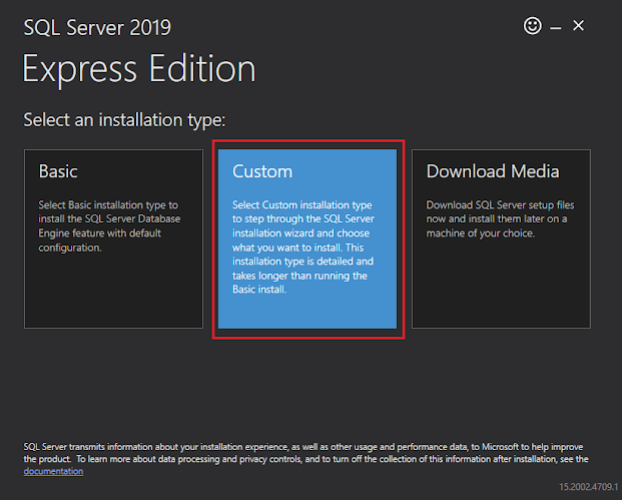 SQL Server 2019
Express Edition
Select an installation type:
Basic
Select Basic installation type to
install the SQL Server Database
Engine feature with default
configuration.
Custom
Select Custom installation type
to step through the SQL Server
installation wizard and choose
what you want to install. This
installation type is detailed and
takes longer than running the
Basic install.
Download Media
Download SQL Server setup files
now and install them later on a
machine of your choice.
SQL Server transmits information about your installation experience, as well as other usage and performance data, to Microsoft to help improve
the product. To learn more about data processing and privacy controls, and to turn off the collection of this information after installation, see the
documentation
15.2002.4709.1